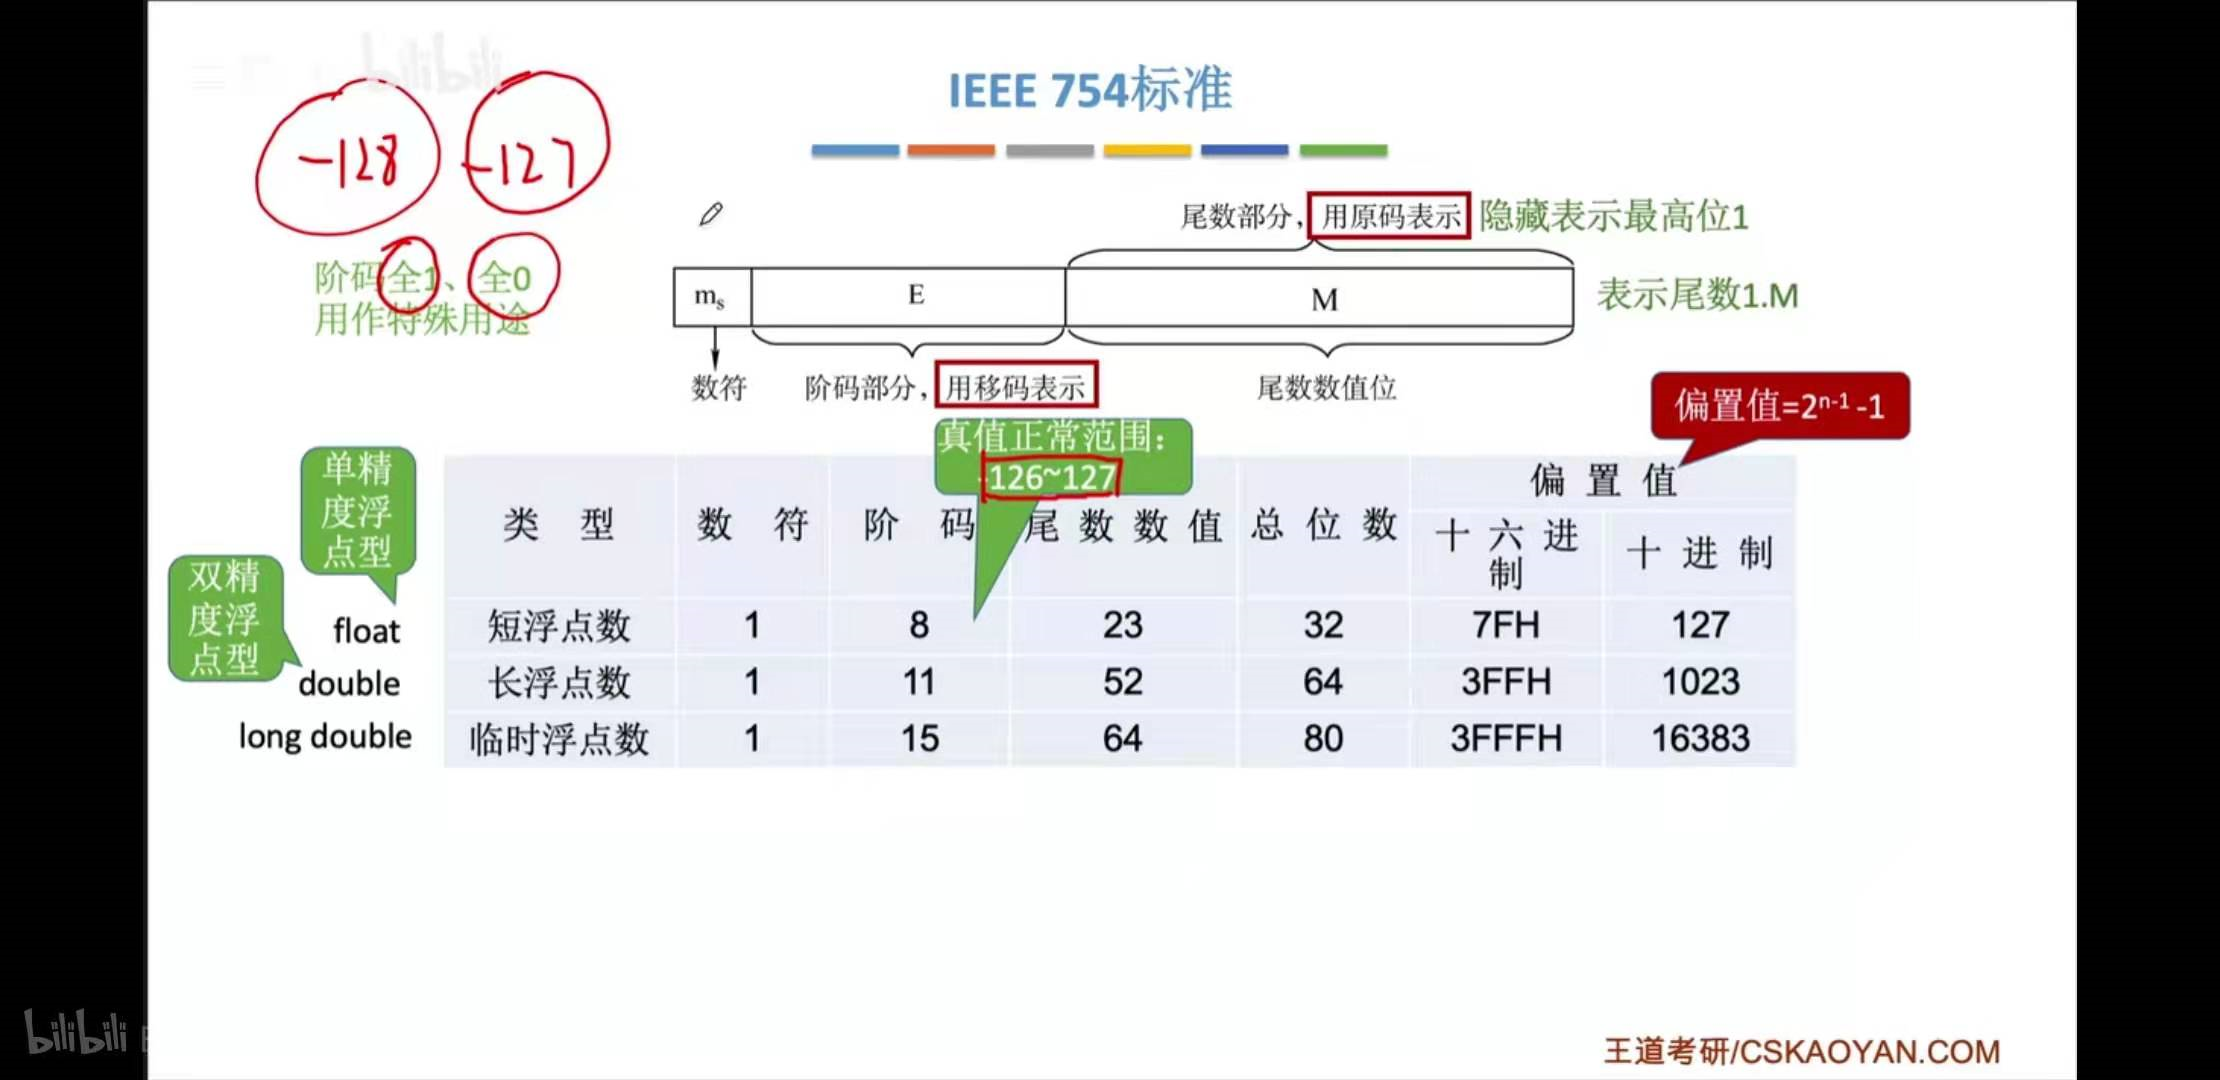 bilibili
IEEE 754标准
-128
-127
尾数部分，用原码表示 隐藏表示最高位1
阶码全1、全0
用作特殊用途
mₛ E M
表示尾数1.M
数符 阶码部分，用移码表示 尾数数值位
偏置值=2ⁿ⁻¹ -1
真值正常范围：
-126~127
单精
度浮
点型
双精
度浮
点型
类 型 数 符 阶 码 尾数数值 总位数 偏置值
十六进
制
十进制
float 短浮点数 1 8 23 32 7FH 127
double 长浮点数 1 11 52 64 3FFH 1023
long double 临时浮点数 1 15 64 80 3FFFH 16383
bilibili
王道考研/CSKAOYAN.COM